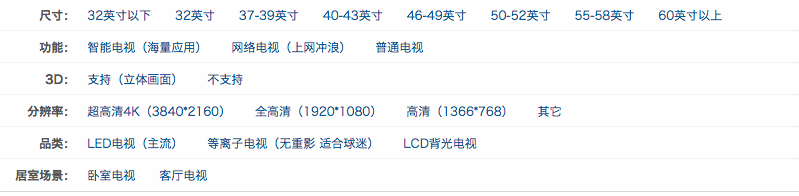 尺寸： 32英寸以下 32英寸 37-39英寸 40-43英寸 46-49英寸 50-52英寸 55-58英寸 60英寸以上
功能： 智能电视（海量应用） 网络电视（上网冲浪） 普通电视
3D： 支持（立体画面） 不支持
分辨率： 超高清4K（3840*2160） 全高清（1920*1080） 高清（1366*768） 其它
品类： LED电视（主流） 等离子电视（无重影 适合球迷） LCD背光电视
居室场景： 卧室电视 客厅电视